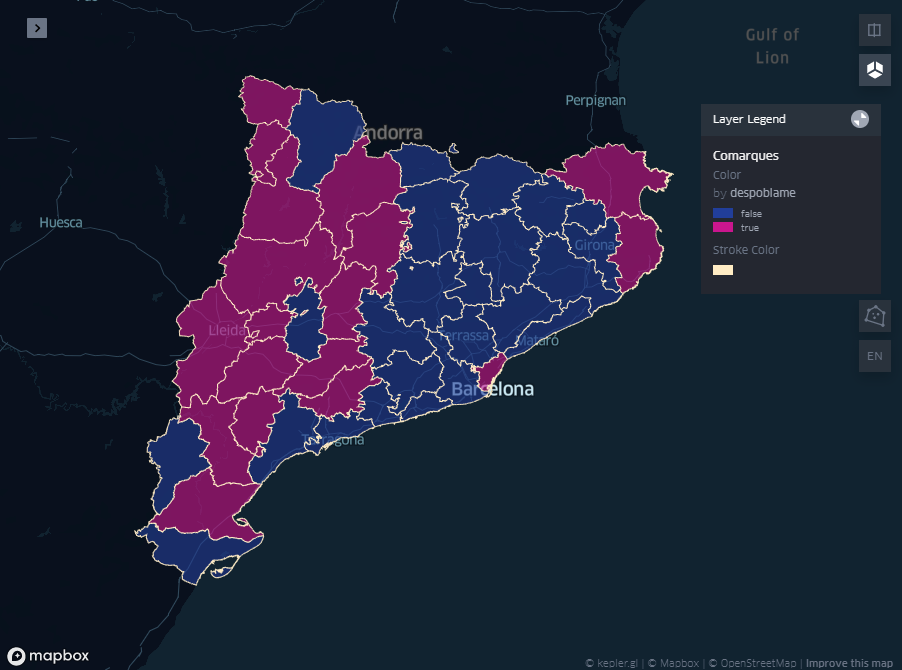 Gulf of
Lion
Perpignan
Andorra
Layer Legend
Comarques
Color
by despoblame
false
true
Stroke Color
Huesca
Girona
Lleida
Terrassa
Mataró
EN
Barcelona
Tarragona
mapbox
© kepler.gl | © Mapbox | © OpenStreetMap | Improve this map